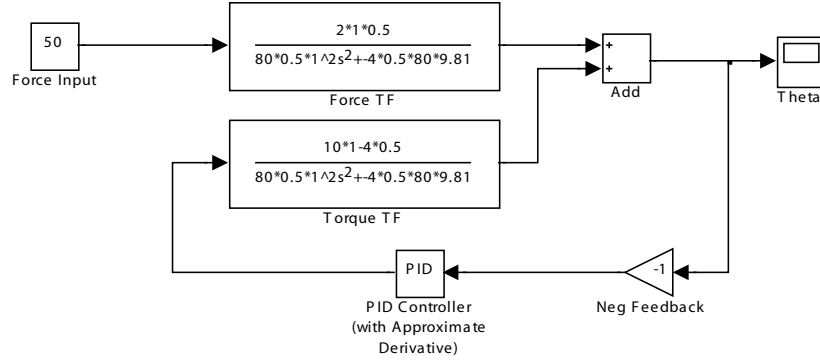 50
Force Input
2*1*0.5
80*0.5*1^2s²+-4*0.5*80*9.81
Force TF
+
+
Add
Theta
10*1-4*0.5
80*0.5*1^2s²+-4*0.5*80*9.81
Torque TF
PID
PID Controller
(with Approximate
Derivative)
-1
Neg Feedback